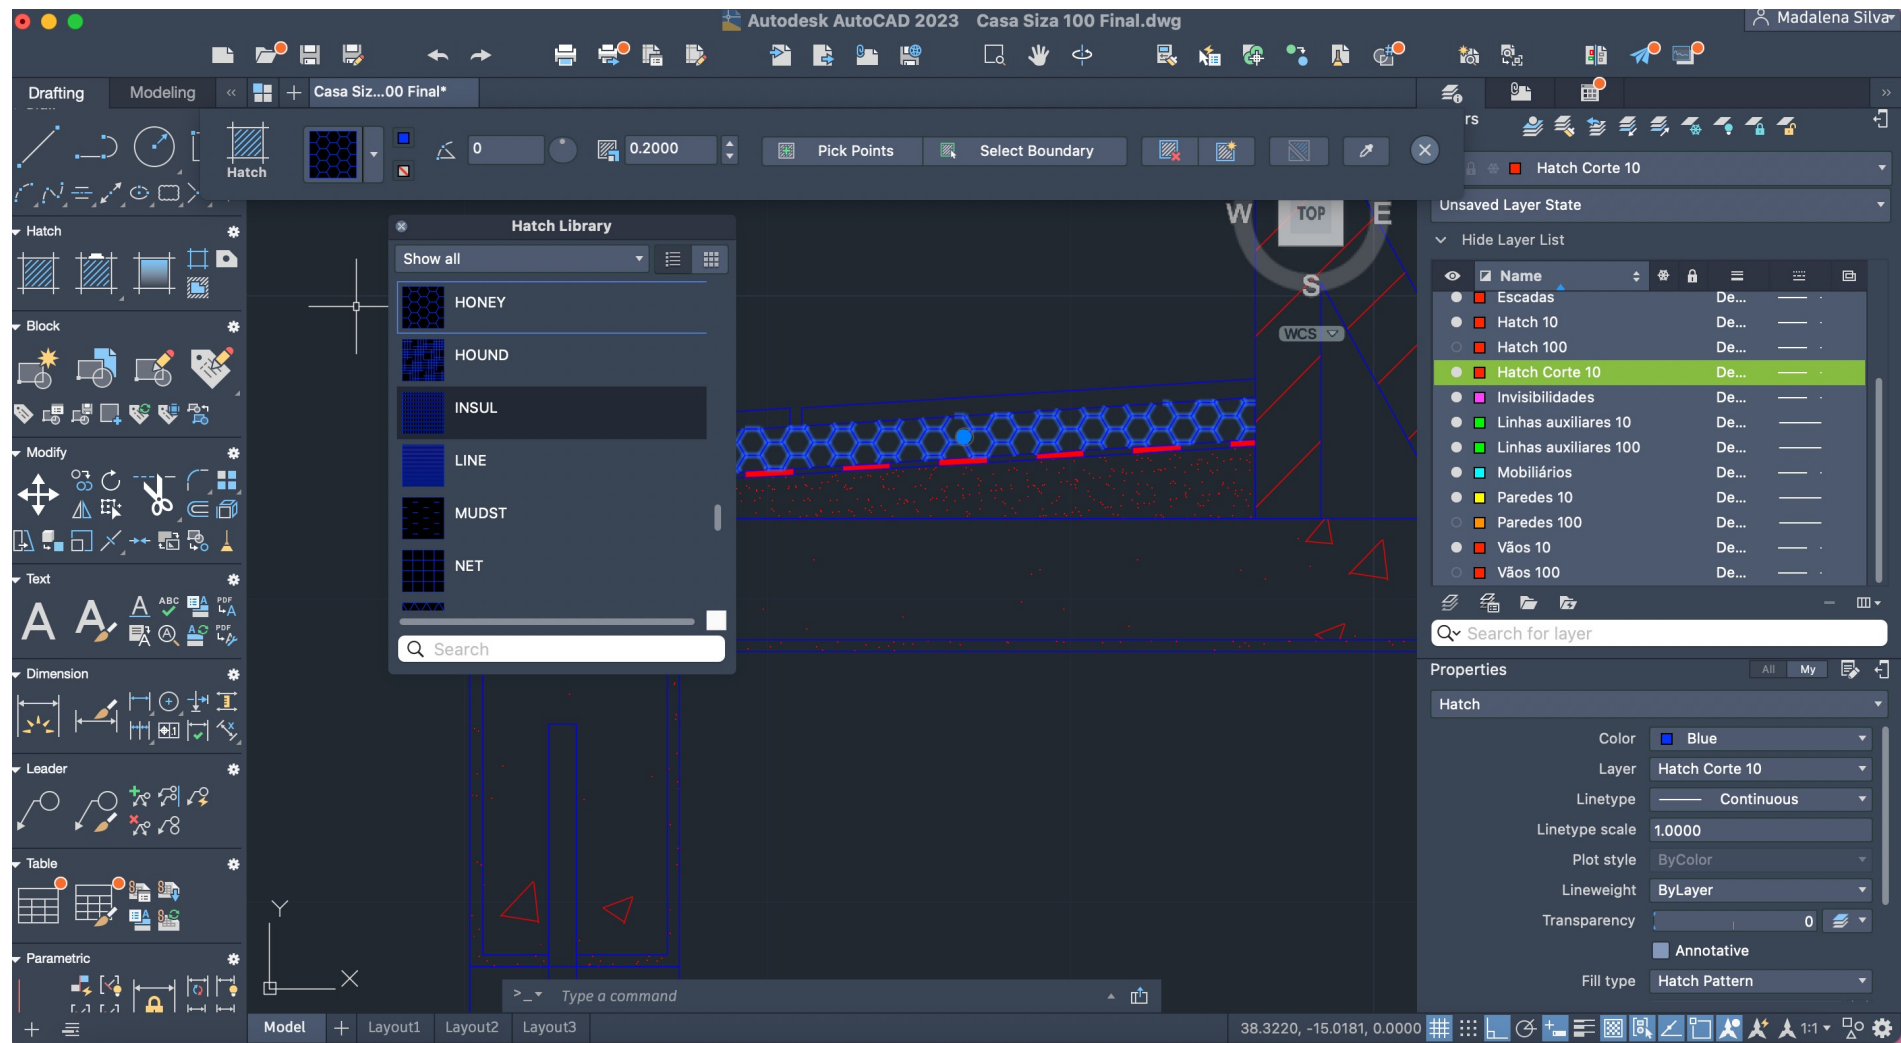 Autodesk AutoCAD 2023 Casa Siza 100 Final.dwg
Madalena Silva
Drafting
Modeling
Casa Siz...00 Final*
Hatch
0
0.2000
Pick Points
Select Boundary
rs
Hatch Corte 10
Unsaved Layer State
Hide Layer List
Name
Escadas De...
Hatch 10 De...
Hatch 100 De...
Hatch Corte 10 De...
Invisibilidades De...
Linhas auxiliares 10 De...
Linhas auxiliares 100 De...
Mobiliários De...
Paredes 10 De...
Paredes 100 De...
Vãos 10 De...
Vãos 100 De...
Search for layer
Properties
All
My
Hatch
Color Blue
Layer Hatch Corte 10
Linetype Continuous
Linetype scale 1.0000
Plot style ByColor
Lineweight ByLayer
Transparency 0
Annotative
Fill type Hatch Pattern
Hatch
Block
Modify
Text
A A A ABC A PDF A
A A A PDF
Dimension
.1
Leader
Table
Parametric
Hatch Library
Show all
HONEY
HOUND
INSUL
LINE
MUDST
NET
Search
W
TOP
E
S
WCS
Y
X
>_ Type a command
Model
Layout1
Layout2
Layout3
38.3220, -15.0181, 0.0000
1:1